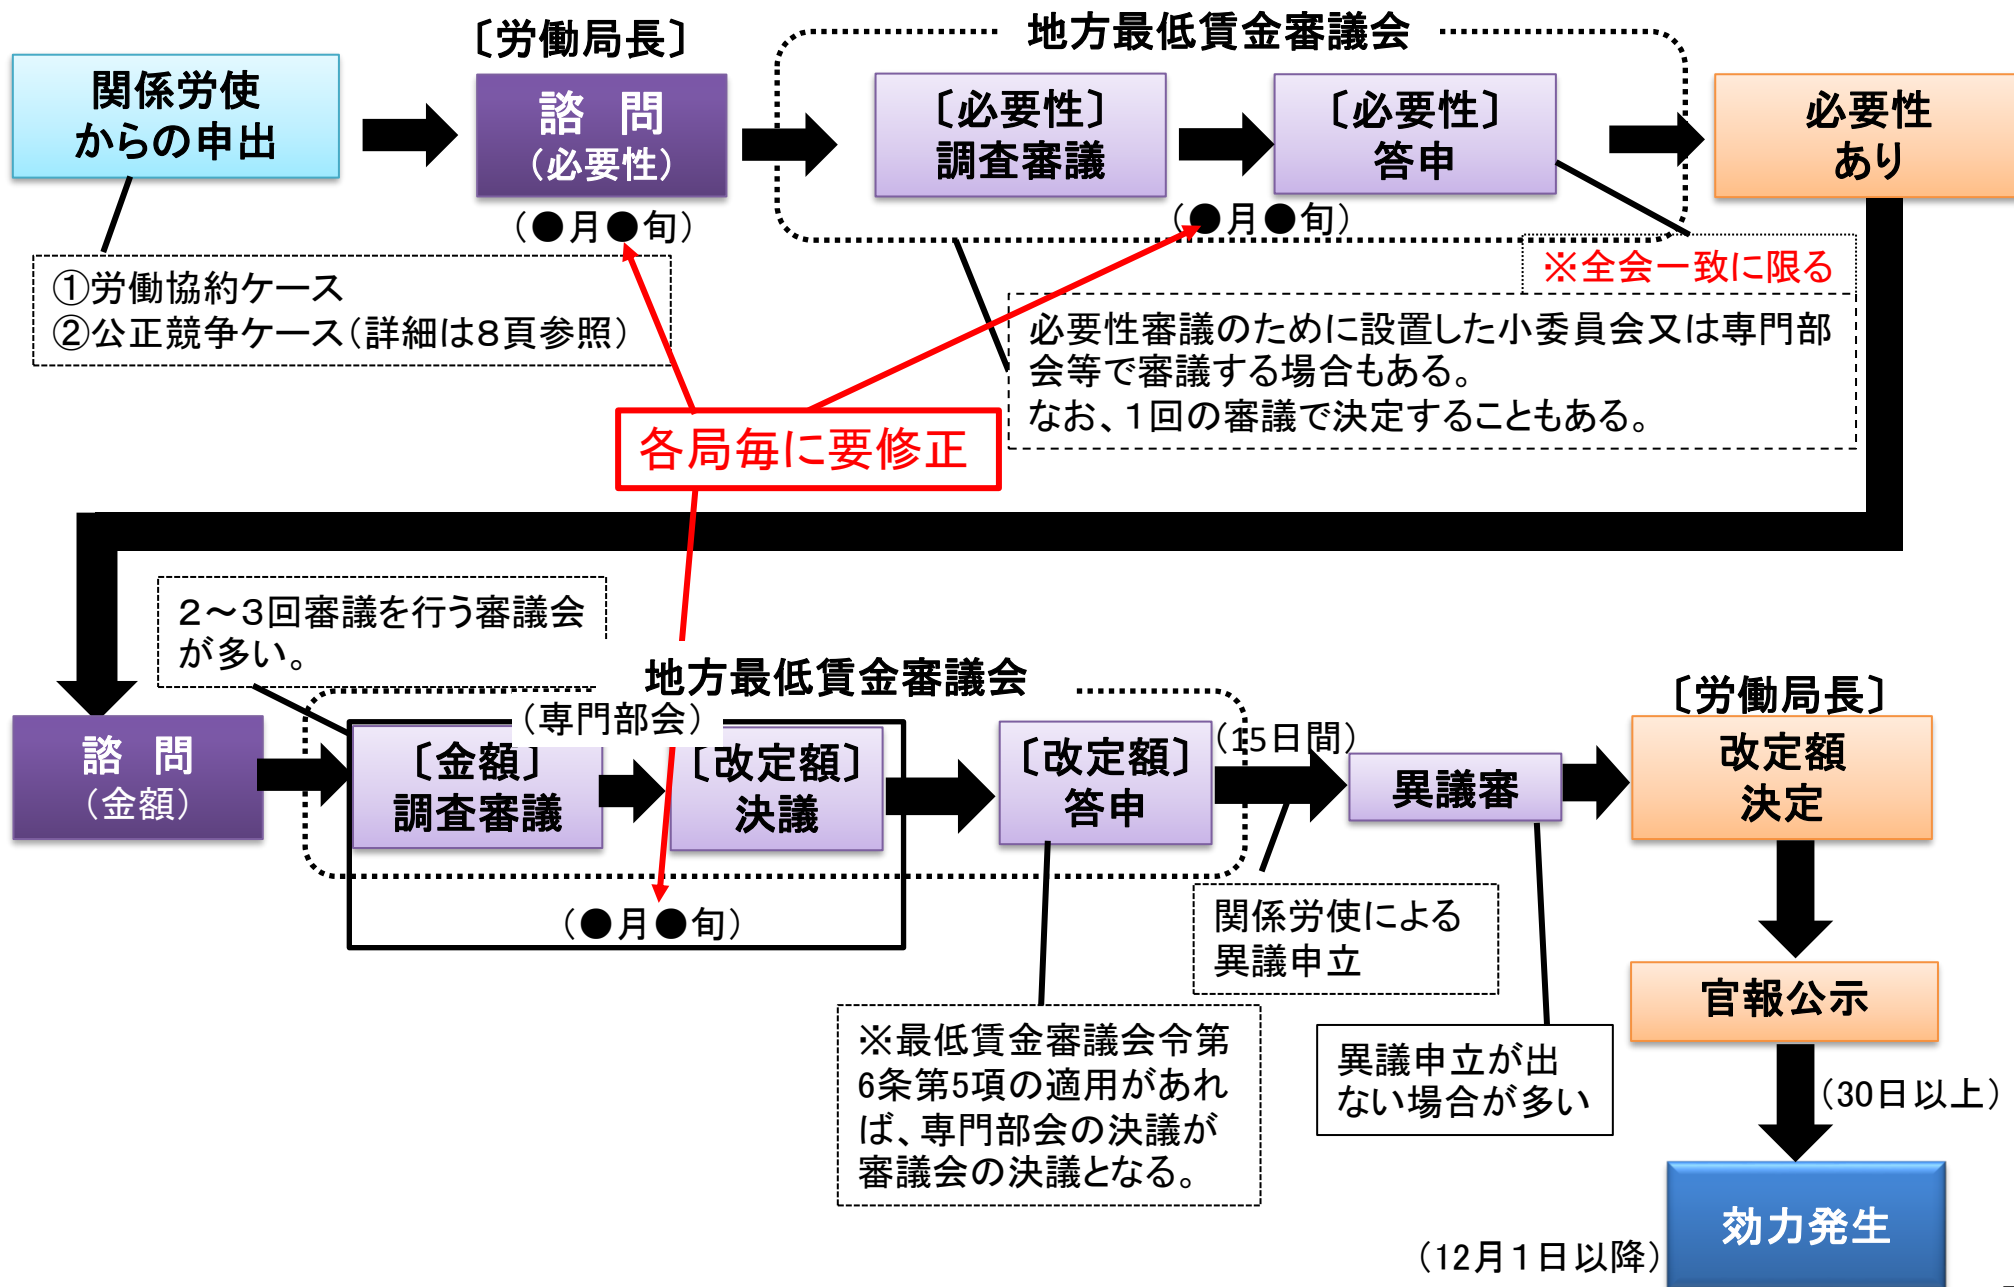 〔労働局長〕
地方最低賃金審議会
関係労使
からの申出
諮　問
（必要性）
〔必要性〕
調査審議
〔必要性〕
答申
必要性
あり
（●月●旬）
（●月●旬）
※全会一致に限る
①労働協約ケース
②公正競争ケース（詳細は８頁参照）
必要性審議のために設置した小委員会又は専門部
会等で審議する場合もある。
なお、１回の審議で決定することもある。
各局毎に要修正
２～３回審議を行う審議会
が多い。
地方最低賃金審議会
（専門部会）
〔労働局長〕
諮　問
（金額）
〔金額〕
調査審議
〔改定額〕
決議
〔改定額〕
答申
（15日間）
異議審
改定額
決定
（●月●旬）
関係労使による
異議申立
官報公示
※最低賃金審議会令第
6条第5項の適用があれ
ば、専門部会の決議が
審議会の決議となる。
異議申立が出
ない場合が多い
（30日以上）
効力発生
（12月１日以降）